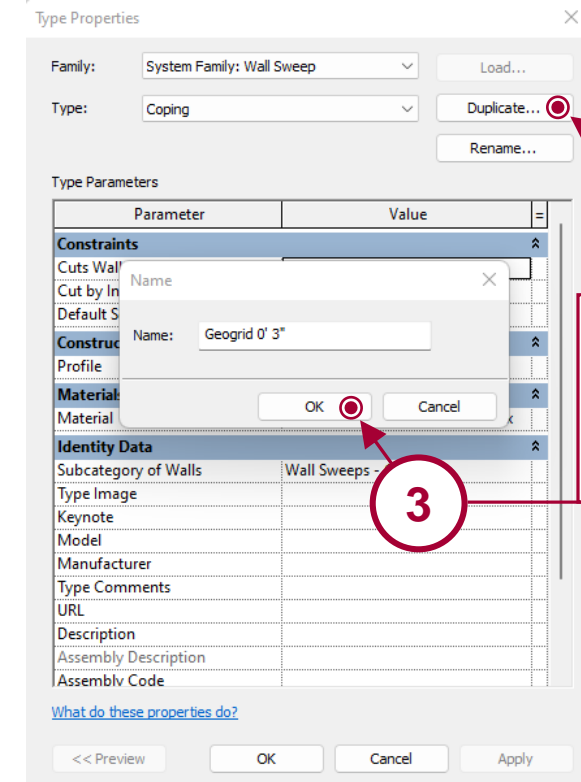 Type Properties
Family: System Family: Wall Sweep Load...
Type: Coping Duplicate...
Rename...
Type Parameters
Parameter Value =
Constraints
Cuts Wal
Name
Cut by In
Default S
Name: Geogrid 0' 3"
Construc
Profile
Materials
OK Cancel
Material
Identity Data
Subcategory of Walls Wall Sweeps -
Type Image
3
Keynote
Model
Manufacturer
Type Comments
URL
Description
Assembly Description
Assembly Code
What do these properties do?
<< Preview OK Cancel Apply